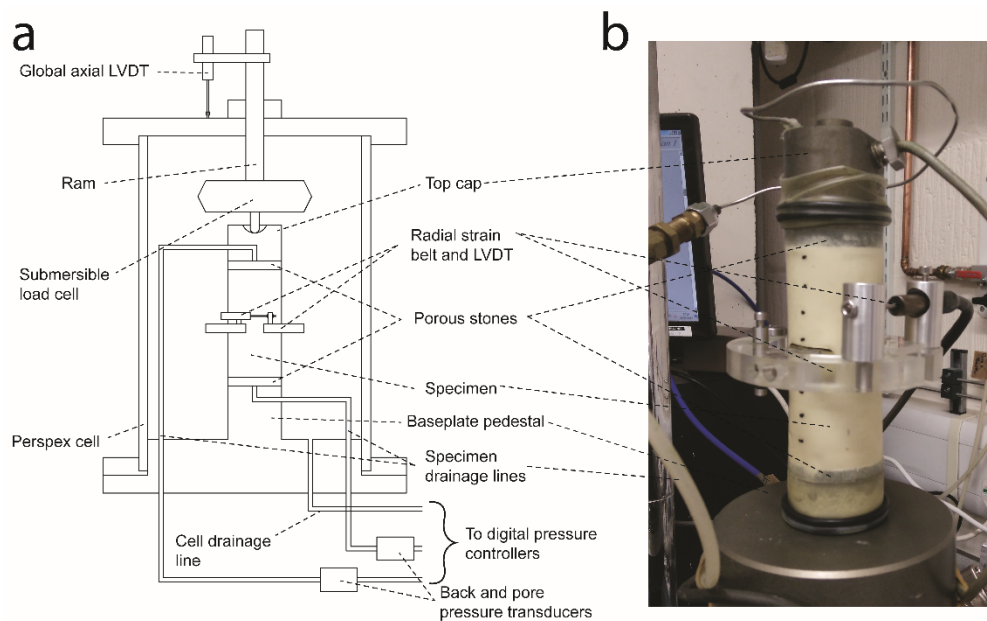 a
b
Global axial LVDT
Ram
Top cap
Submersible
load cell
Radial strain
belt and LVDT
Porous stones
Specimen
Baseplate pedestal
Perspex cell
Specimen
drainage lines
Cell drainage
line
To digital pressure
controllers
Back and pore
pressure transducers